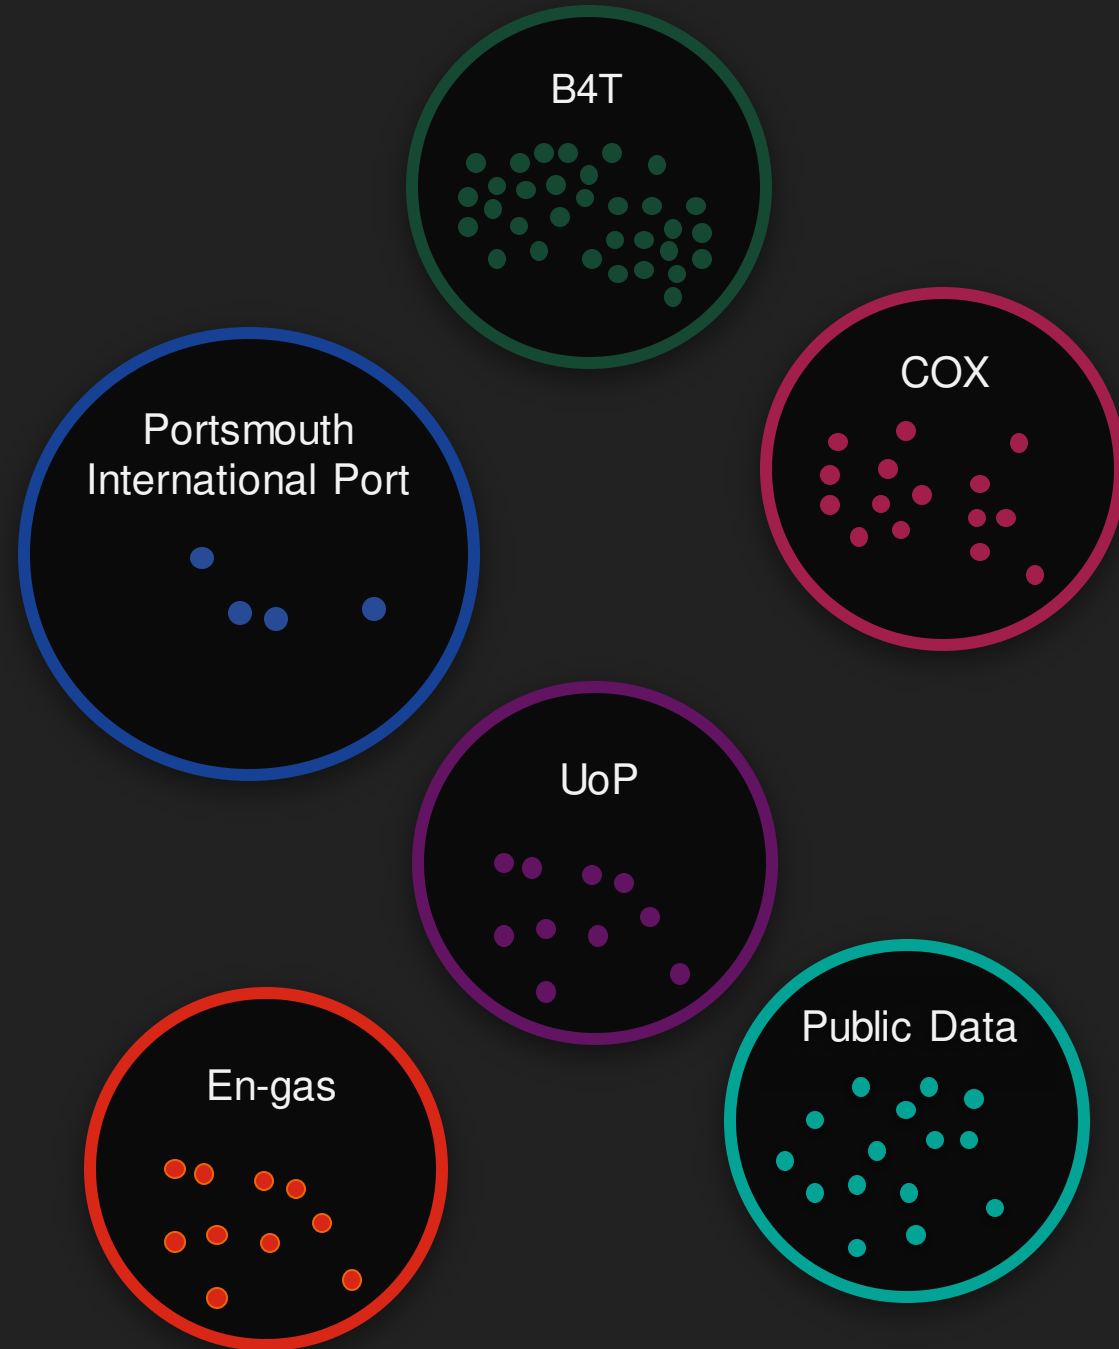 B4T
COX
Portsmouth
International Port
UoP
Public Data
En-gas